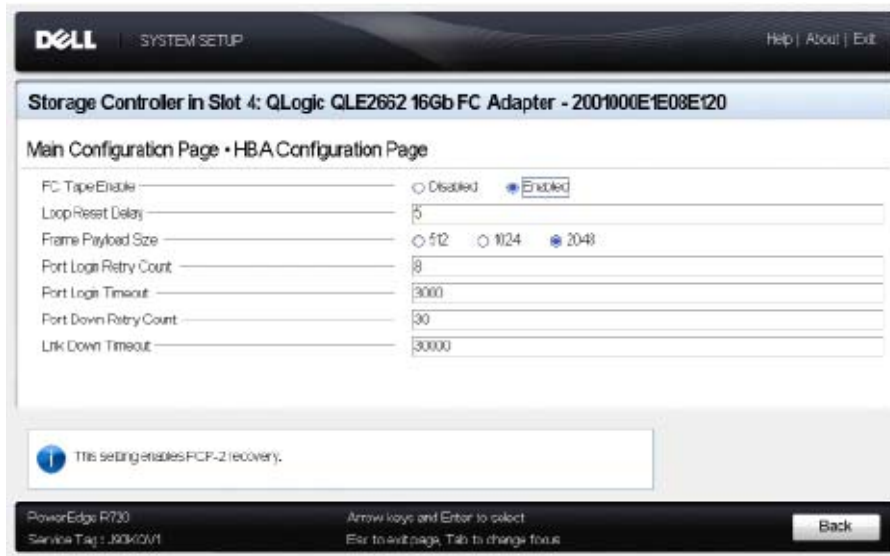 DELL SYSTEM SETUP Help | About | Exit
Storage Controller in Slot 4: QLogic QLE2662 16Gb FC Adapter - 2001000E1E08E120
Main Configuration Page • HBA Configuration Page
FC Tape Enable Disabled Enabled
Loop Reset Delay 5
Frame Payload Size 512 1024 2048
Port Login Retry Count 8
Port Login Timeout 3000
Port Down Retry Count 30
Link Down Timeout 30000
This setting enables FCP-2 recovery.
PowerEdge R730 Arrow keys and Enter to select
Service Tag : Esc to exit page, Tab to change focus
Back